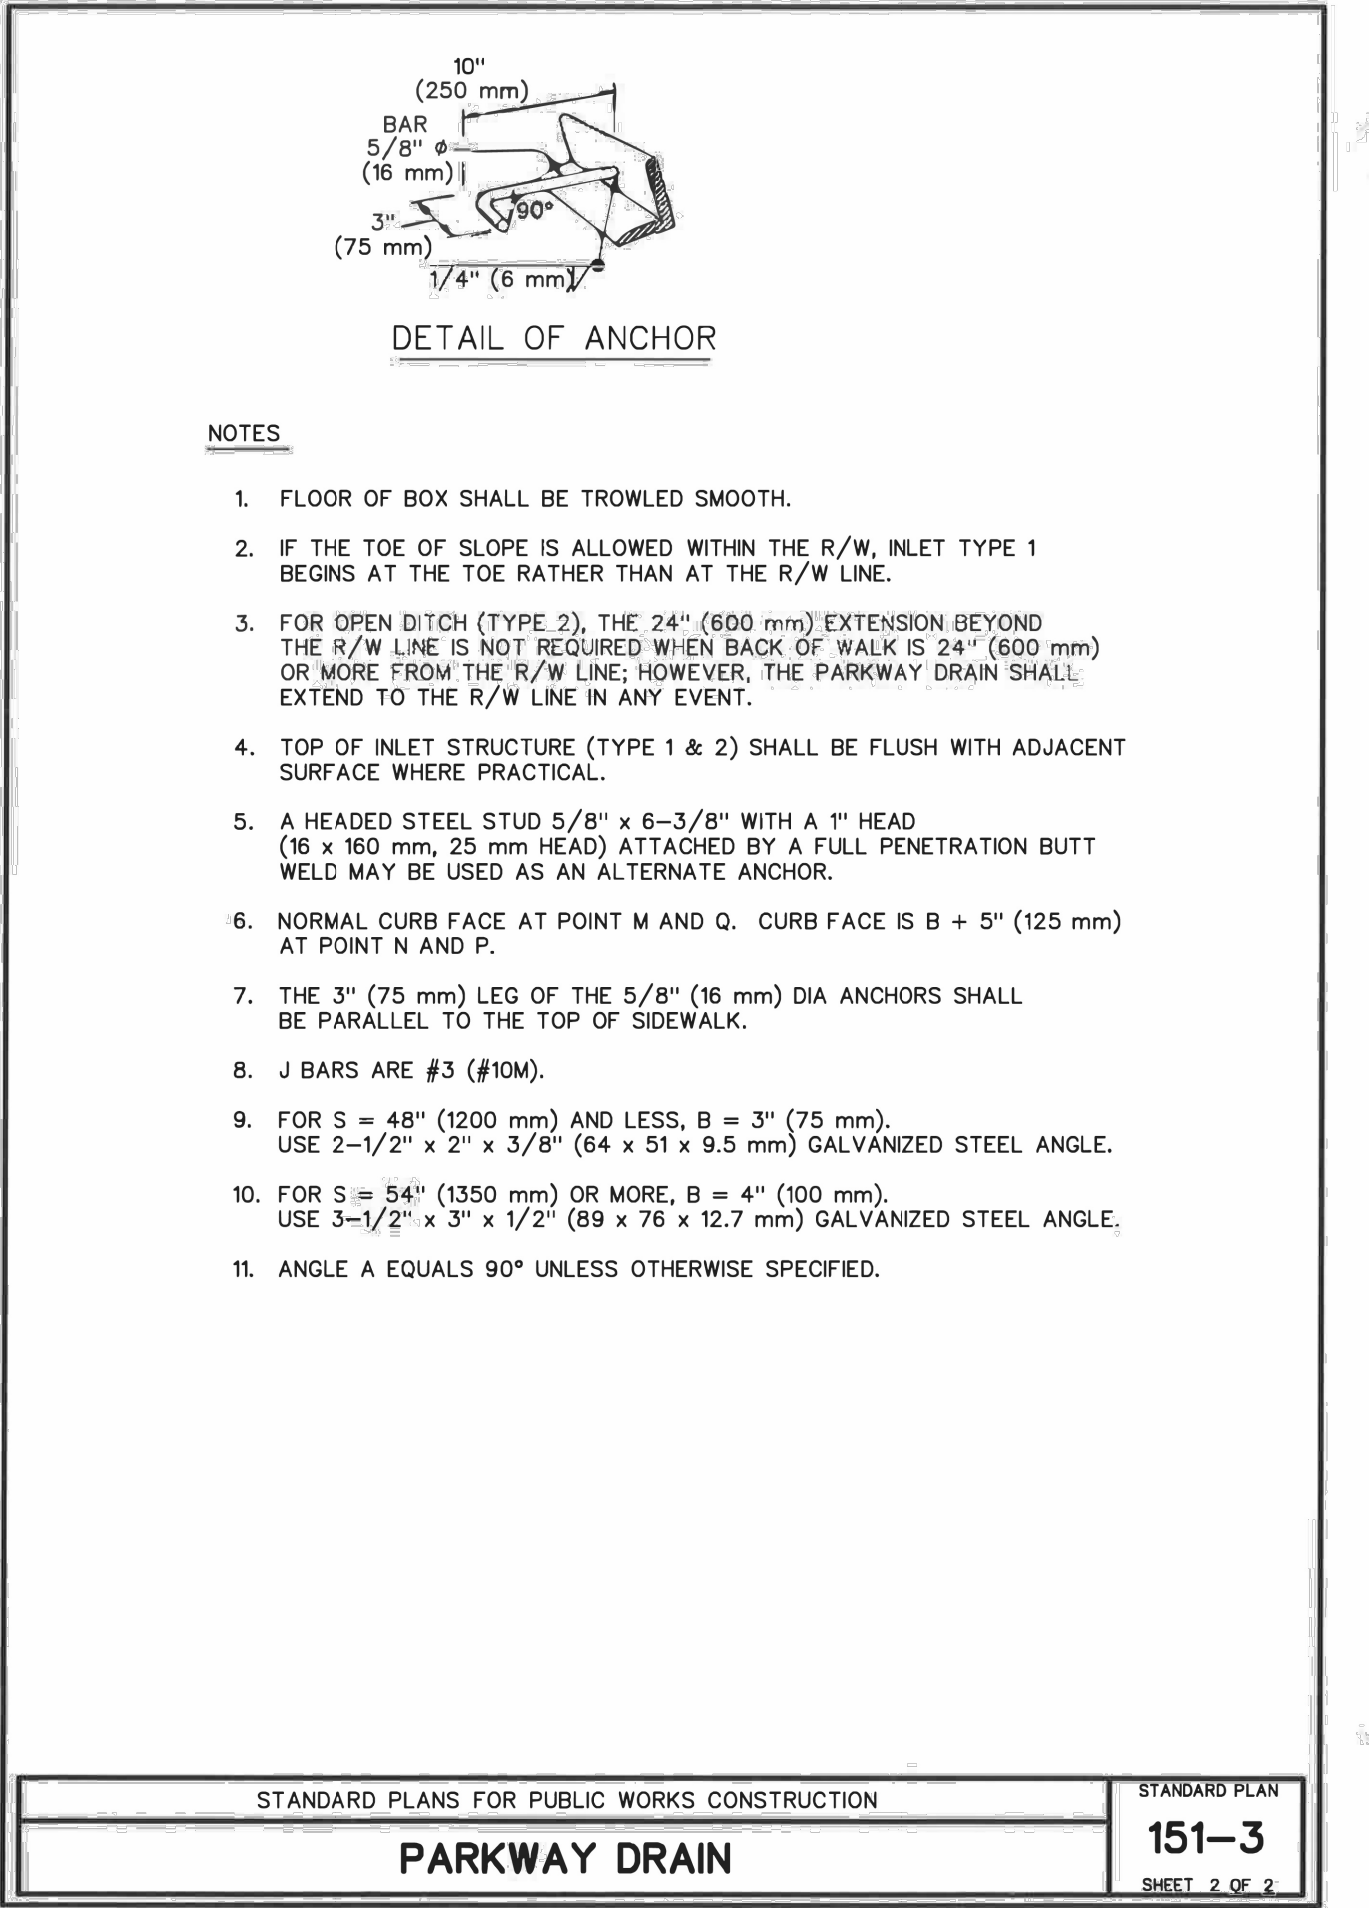 10"
(250 mm)
BAR
5/8" ⌀
(16 mm)
90°
3"
(75 mm)
1/4" (6 mm)
DETAIL OF ANCHOR
NOTES
1. FLOOR OF BOX SHALL BE TROWLED SMOOTH.
2. IF THE TOE OF SLOPE IS ALLOWED WITHIN THE R/W, INLET TYPE 1
BEGINS AT THE TOE RATHER THAN AT THE R/W LINE.
3. FOR OPEN DITCH (TYPE 2), THE 24" (600 mm) EXTENSION BEYOND
THE R/W LINE IS NOT REQUIRED WHEN BACK OF WALK IS 24" (600 mm)
OR MORE FROM THE R/W LINE; HOWEVER, THE PARKWAY DRAIN SHALL
EXTEND TO THE R/W LINE IN ANY EVENT.
4. TOP OF INLET STRUCTURE (TYPE 1 & 2) SHALL BE FLUSH WITH ADJACENT
SURFACE WHERE PRACTICAL.
5. A HEADED STEEL STUD 5/8" x 6-3/8" WITH A 1" HEAD
(16 x 160 mm, 25 mm HEAD) ATTACHED BY A FULL PENETRATION BUTT
WELD MAY BE USED AS AN ALTERNATE ANCHOR.
6. NORMAL CURB FACE AT POINT M AND Q. CURB FACE IS B + 5" (125 mm)
AT POINT N AND P.
7. THE 3" (75 mm) LEG OF THE 5/8" (16 mm) DIA ANCHORS SHALL
BE PARALLEL TO THE TOP OF SIDEWALK.
8. J BARS ARE #3 (#10M).
9. FOR S = 48" (1200 mm) AND LESS, B = 3" (75 mm).
USE 2-1/2" x 2" x 3/8" (64 x 51 x 9.5 mm) GALVANIZED STEEL ANGLE.
10. FOR S = 54" (1350 mm) OR MORE, B = 4" (100 mm).
USE 3-1/2" x 3" x 1/2" (89 x 76 x 12.7 mm) GALVANIZED STEEL ANGLE.
11. ANGLE A EQUALS 90° UNLESS OTHERWISE SPECIFIED.
STANDARD PLANS FOR PUBLIC WORKS CONSTRUCTION
PARKWAY DRAIN
STANDARD PLAN
151-3
SHEET 2 OF 2